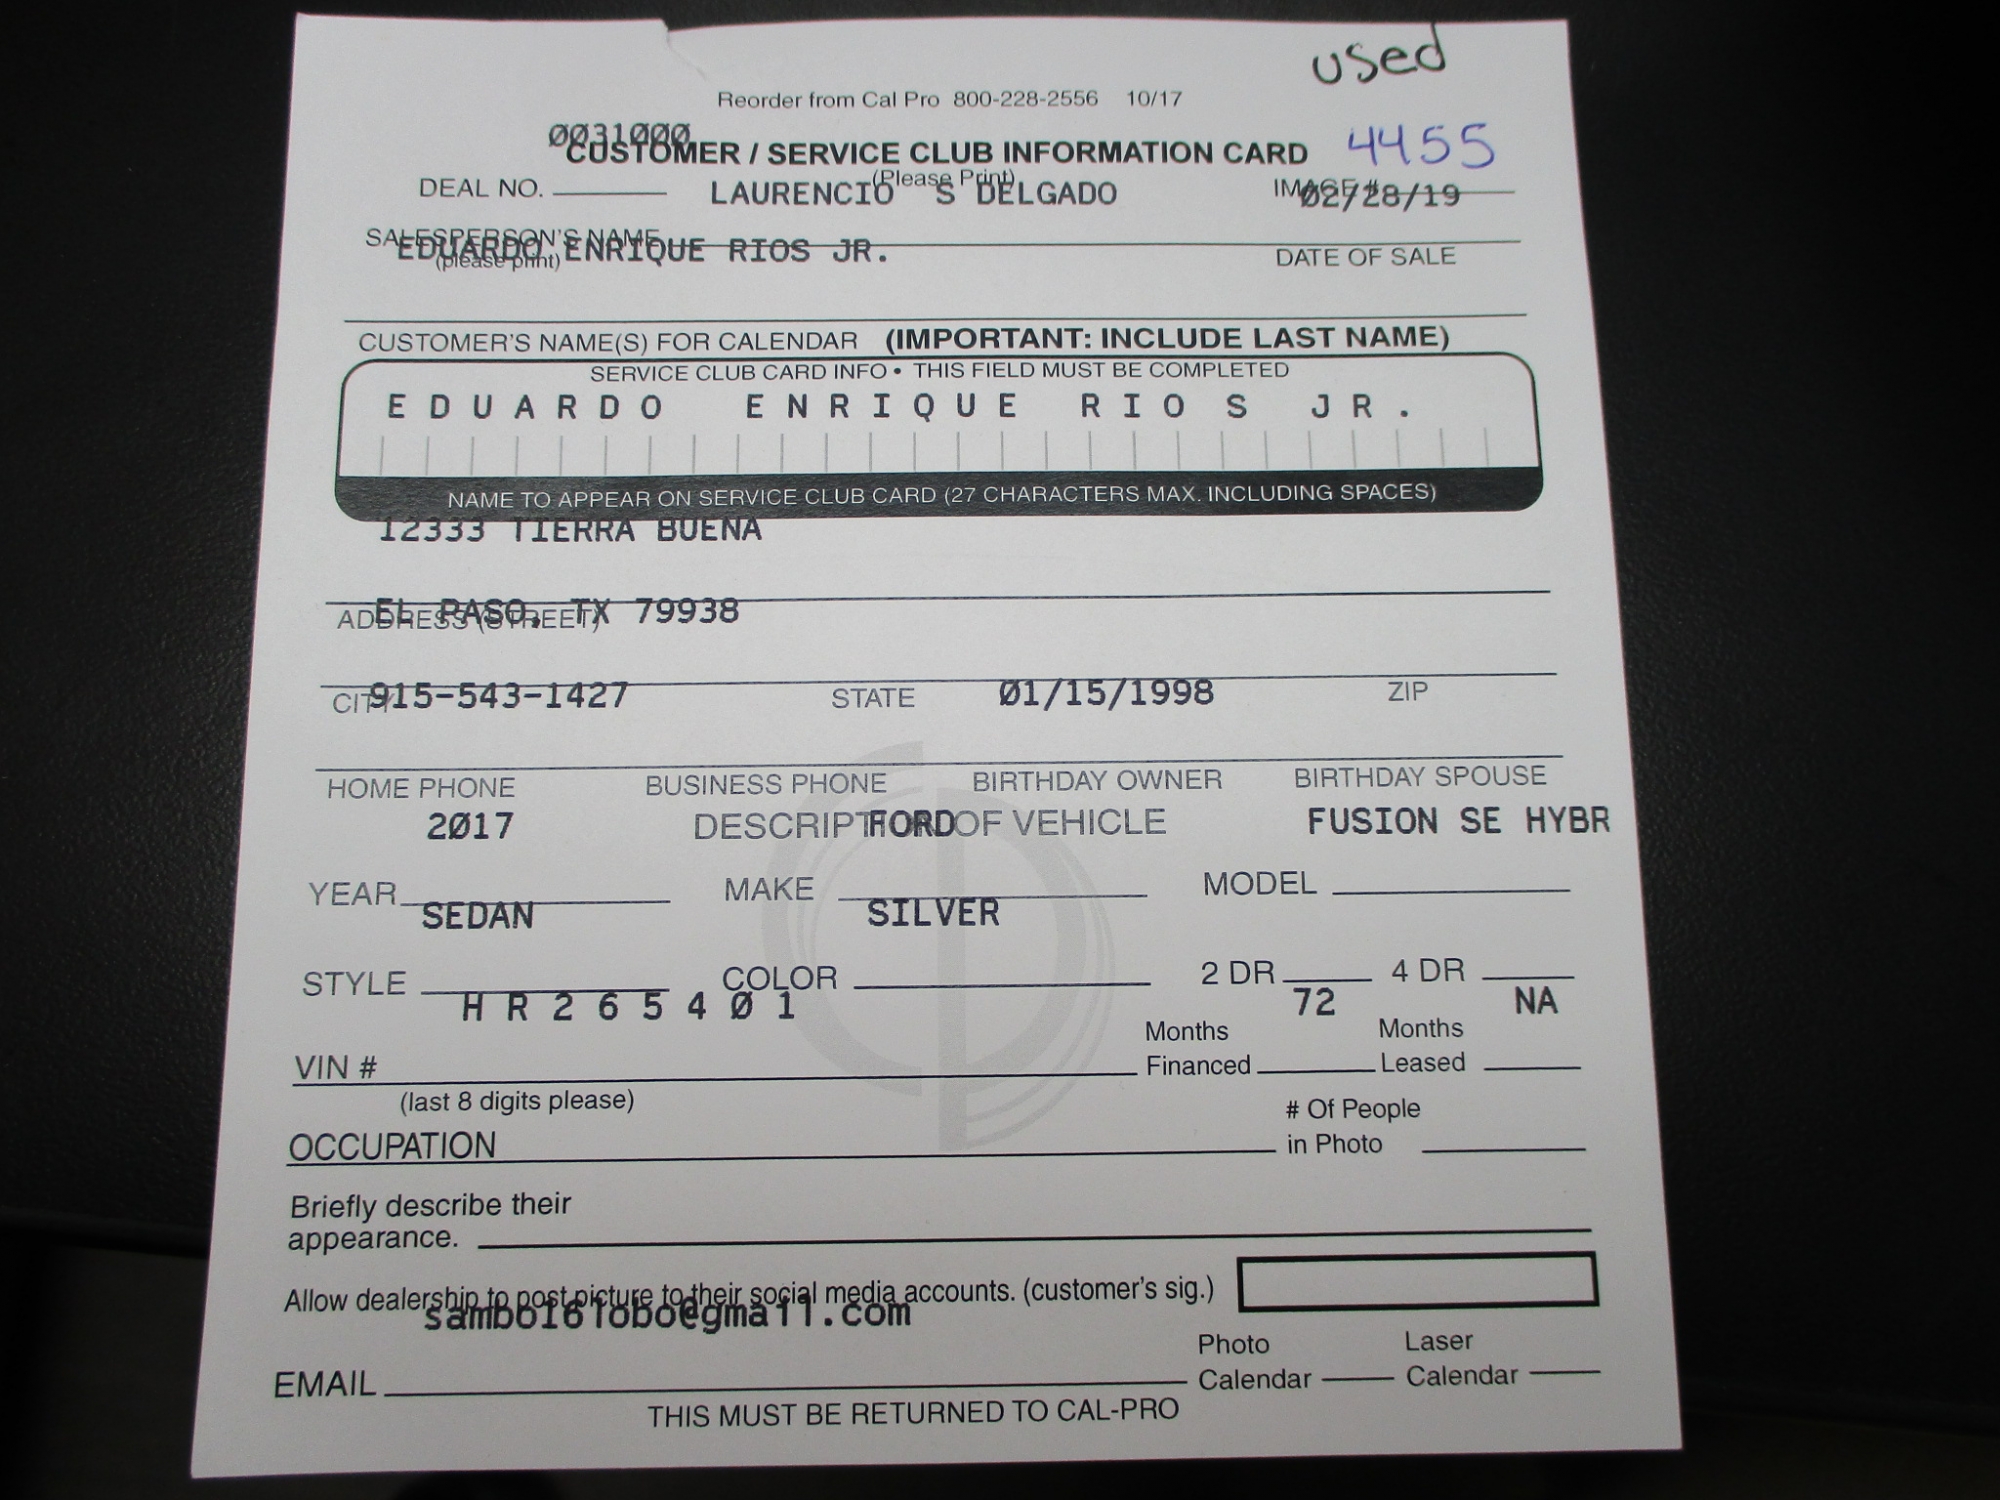 used
Reorder from Cal Pro 800-228-2556 10/17
0031000
CUSTOMER / SERVICE CLUB INFORMATION CARD 4455
(Please Print)
DEAL NO. LAURENCIO S DELGADO IMAGE # 02/28/19
SALESPERSON'S NAME
EDUARDO ENRIQUE RIOS JR.
(please print) DATE OF SALE
CUSTOMER'S NAME(S) FOR CALENDAR (IMPORTANT: INCLUDE LAST NAME)
SERVICE CLUB CARD INFO • THIS FIELD MUST BE COMPLETED
EDUARDO ENRIQUE RIOS JR.
NAME TO APPEAR ON SERVICE CLUB CARD (27 CHARACTERS MAX. INCLUDING SPACES)
12333 TIERRA BUENA
EL PASO, TX 79938
ADDRESS (STREET)
915-543-1427 01/15/1998
CITY STATE ZIP
HOME PHONE BUSINESS PHONE BIRTHDAY OWNER BIRTHDAY SPOUSE
2017 FORD FUSION SE HYBR
DESCRIPTION OF VEHICLE
YEAR MAKE MODEL
SEDAN SILVER
STYLE COLOR 2 DR 4 DR
HR265401 72 NA
VIN # Months Financed Months Leased
(last 8 digits please)
OCCUPATION # Of People in Photo
Briefly describe their
appearance.
Allow dealership to post picture to their social media accounts. (customer's sig.)
sambo16lobo@gmail.com
EMAIL Photo Calendar Laser Calendar
THIS MUST BE RETURNED TO CAL-PRO